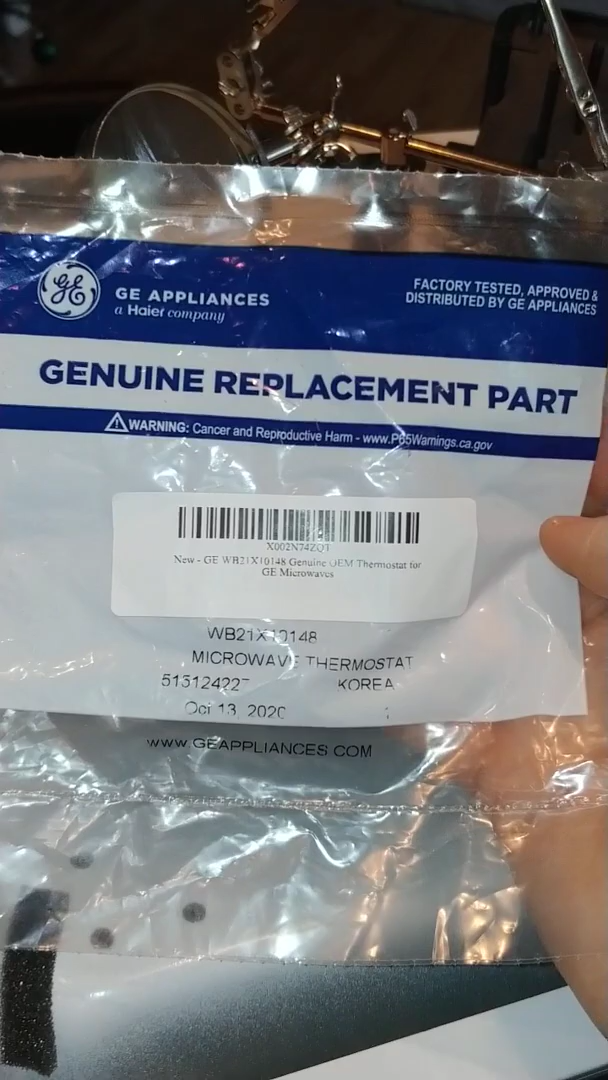 GE
GE APPLIANCES
a Haier company
FACTORY TESTED, APPROVED &
DISTRIBUTED BY GE APPLIANCES
GENUINE REPLACEMENT PART
WARNING: Cancer and Reproductive Harm - www.P65Warnings.ca.gov
X002N74ZQT
New - GE WB21X10148 Genuine OEM Thermostat for
GE Microwaves
WB21X10148
MICROWAVE THERMOSTAT
KOREA
Oct 13, 2020
WWW GEAPPLIANCES COM